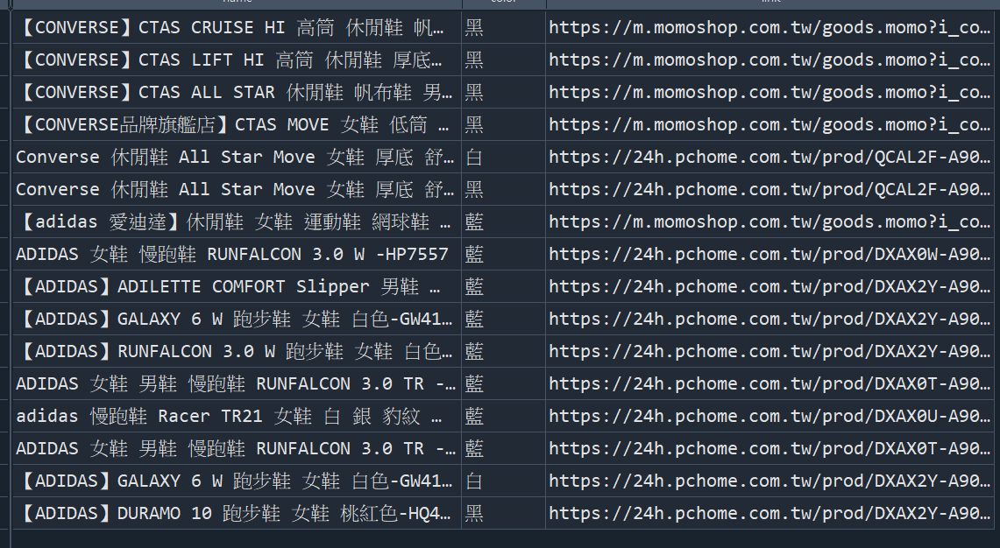 name color link
【CONVERSE】CTAS CRUISE HI 高筒 休閒鞋 帆… 黑 https://m.momoshop.com.tw/goods.momo?i_co…
【CONVERSE】CTAS LIFT HI 高筒 休閒鞋 厚底… 黑 https://m.momoshop.com.tw/goods.momo?i_co…
【CONVERSE】CTAS ALL STAR 休閒鞋 帆布鞋 男… 黑 https://m.momoshop.com.tw/goods.momo?i_co…
【CONVERSE品牌旗艦店】CTAS MOVE 女鞋 低筒 … 黑 https://m.momoshop.com.tw/goods.momo?i_co…
Converse 休閒鞋 All Star Move 女鞋 厚底 舒… 白 https://24h.pchome.com.tw/prod/QCAL2F-A90…
Converse 休閒鞋 All Star Move 女鞋 厚底 舒… 黑 https://24h.pchome.com.tw/prod/QCAL2F-A90…
【adidas 愛迪達】休閒鞋 女鞋 運動鞋 網球鞋 … 藍 https://m.momoshop.com.tw/goods.momo?i_co…
ADIDAS 女鞋 慢跑鞋 RUNFALCON 3.0 W -HP7557 藍 https://24h.pchome.com.tw/prod/DXAX0W-A90…
【ADIDAS】ADILETTE COMFORT Slipper 男鞋 … 藍 https://24h.pchome.com.tw/prod/DXAX2Y-A90…
【ADIDAS】GALAXY 6 W 跑步鞋 女鞋 白色-GW41… 藍 https://24h.pchome.com.tw/prod/DXAX2Y-A90…
【ADIDAS】RUNFALCON 3.0 W 跑步鞋 女鞋 白色… 藍 https://24h.pchome.com.tw/prod/DXAX2Y-A90…
ADIDAS 女鞋 男鞋 慢跑鞋 RUNFALCON 3.0 TR -… 藍 https://24h.pchome.com.tw/prod/DXAX0T-A90…
adidas 慢跑鞋 Racer TR21 女鞋 白 銀 豹紋 … 藍 https://24h.pchome.com.tw/prod/DXAX0U-A90…
ADIDAS 女鞋 男鞋 慢跑鞋 RUNFALCON 3.0 TR -… 藍 https://24h.pchome.com.tw/prod/DXAX0T-A90…
【ADIDAS】GALAXY 6 W 跑步鞋 女鞋 白色-GW41… 白 https://24h.pchome.com.tw/prod/DXAX2Y-A90…
【ADIDAS】DURAMO 10 跑步鞋 女鞋 桃紅色-HQ4… 黑 https://24h.pchome.com.tw/prod/DXAX2Y-A90…